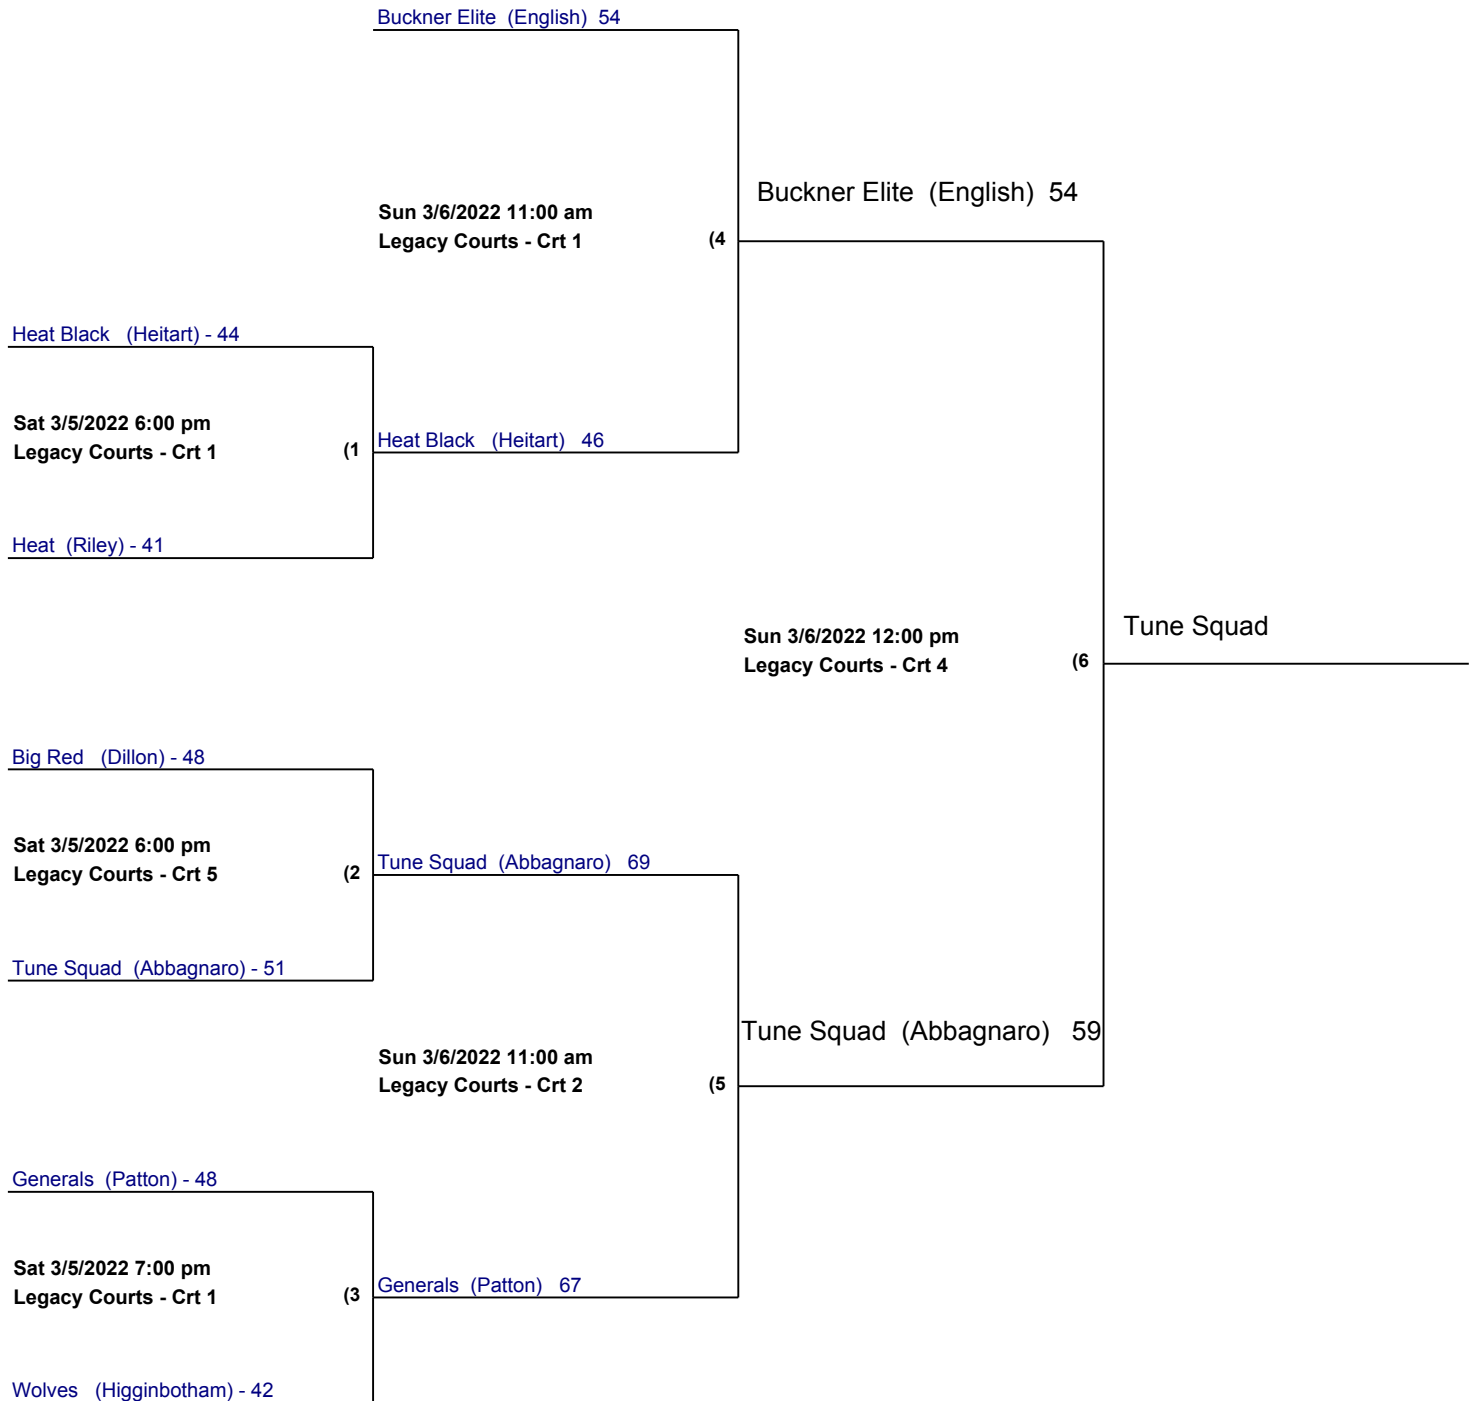 Buckner Elite  (English)  54
Buckner Elite  (English)  54
Sun 3/6/2022 11:00 am
Legacy Courts - Crt 1
(4
Heat Black   (Heitart) - 44
Sat 3/5/2022 6:00 pm
Legacy Courts - Crt 1
(1
Heat Black   (Heitart)   46
Heat  (Riley) - 41
Tune Squad
Sun 3/6/2022 12:00 pm
Legacy Courts - Crt 4
(6
Big Red   (Dillon) - 48
Sat 3/5/2022 6:00 pm
Legacy Courts - Crt 5
(2
Tune Squad  (Abbagnaro)   69
Tune Squad  (Abbagnaro) - 51
Tune Squad  (Abbagnaro)   59
Sun 3/6/2022 11:00 am
Legacy Courts - Crt 2
(5
Generals  (Patton) - 48
Sat 3/5/2022 7:00 pm
Legacy Courts - Crt 1
(3
Generals  (Patton)   67
Wolves   (Higginbotham) - 42